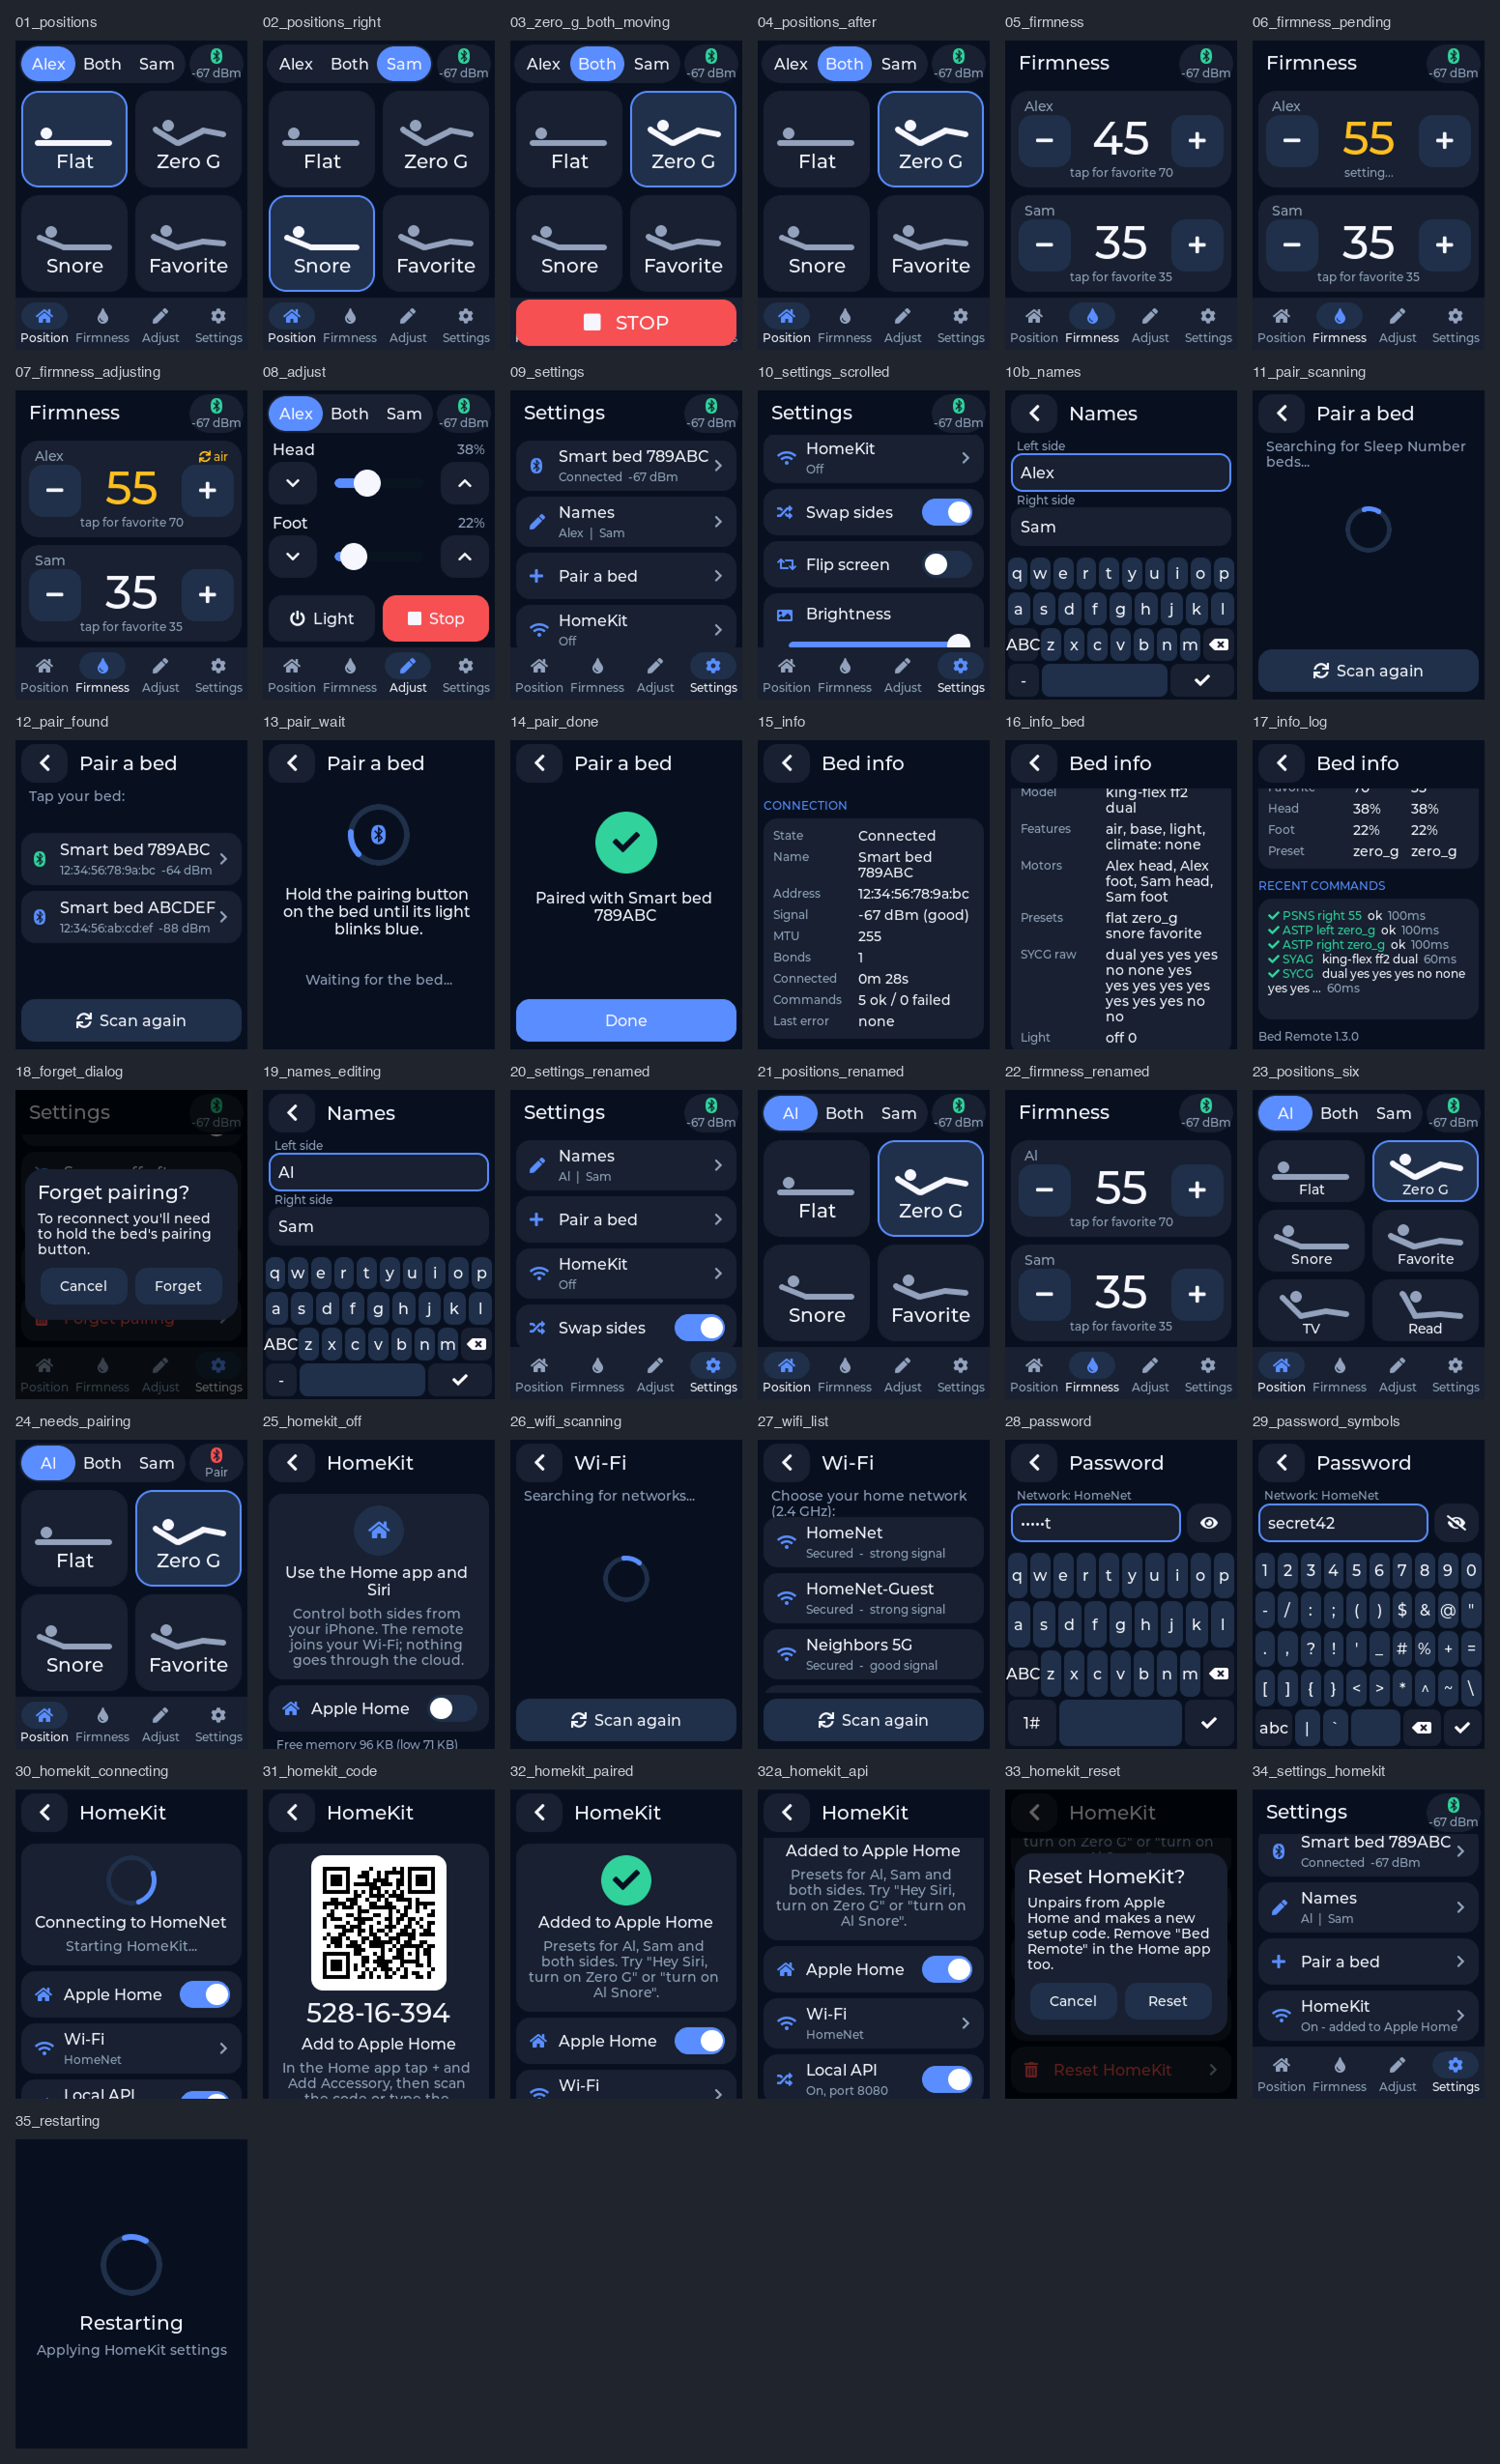 01_positions
Alex Both Sam
-67 dBm
Flat
Zero G
Snore
Favorite
Position Firmness Adjust Settings
02_positions_right
Alex Both Sam
-67 dBm
Flat
Zero G
Snore
Favorite
Position Firmness Adjust Settings
03_zero_g_both_moving
Alex Both Sam
-67 dBm
Flat
Zero G
Snore
Favorite
STOP
04_positions_after
Alex Both Sam
-67 dBm
Flat
Zero G
Snore
Favorite
Position Firmness Adjust Settings
05_firmness
Firmness
-67 dBm
Alex
− 45 +
tap for favorite 70
Sam
− 35 +
tap for favorite 35
Position Firmness Adjust Settings
06_firmness_pending
Firmness
-67 dBm
Alex
− 55 +
setting...
Sam
− 35 +
tap for favorite 35
Position Firmness Adjust Settings
07_firmness_adjusting
Firmness
-67 dBm
Alex
air
− 55 +
tap for favorite 70
Sam
− 35 +
tap for favorite 35
Position Firmness Adjust Settings
08_adjust
Alex Both Sam
-67 dBm
Head 38%
Foot 22%
Light
Stop
Position Firmness Adjust Settings
09_settings
Settings
-67 dBm
Smart bed 789ABC
Connected -67 dBm
Names
Alex | Sam
Pair a bed
HomeKit
Off
Position Firmness Adjust Settings
10_settings_scrolled
Settings
-67 dBm
HomeKit
Off
Swap sides
Flip screen
Brightness
Position Firmness Adjust Settings
10b_names
Names
Left side
Alex
Right side
Sam
q w e r t y u i o p
a s d f g h j k l
ABC z x c v b n m
-
11_pair_scanning
Pair a bed
Searching for Sleep Number
beds...
Scan again
12_pair_found
Pair a bed
Tap your bed:
Smart bed 789ABC
12:34:56:78:9a:bc -64 dBm
Smart bed ABCDEF
12:34:56:ab:cd:ef -88 dBm
Scan again
13_pair_wait
Pair a bed
Hold the pairing button
on the bed until its light
blinks blue.
Waiting for the bed...
14_pair_done
Pair a bed
Paired with Smart bed
789ABC
Done
15_info
Bed info
CONNECTION
State Connected
Name Smart bed
789ABC
Address 12:34:56:78:9a:bc
Signal -67 dBm (good)
MTU 255
Bonds 1
Connected 0m 28s
Commands 5 ok / 0 failed
Last error none
16_info_bed
Bed info
Model king-flex ff2
dual
Features air, base, light,
climate: none
Motors Alex head, Alex
foot, Sam head,
Sam foot
Presets flat zero_g
snore favorite
SYCG raw dual yes yes yes
no none yes
yes yes yes yes
yes yes yes no
no
Light off 0
17_info_log
Bed info
Head 38% 38%
Foot 22% 22%
Preset zero_g zero_g
RECENT COMMANDS
PSNS right 55 ok 100ms
ASTP left zero_g ok 100ms
ASTP right zero_g ok 100ms
SYAG king-flex ff2 dual 60ms
SYCG dual yes yes yes no none
yes yes ... 60ms
Bed Remote 1.3.0
18_forget_dialog
Settings
-67 dBm
Forget pairing?
To reconnect you'll need
to hold the bed's pairing
button.
Cancel Forget
Forget pairing
Position Firmness Adjust Settings
19_names_editing
Names
Left side
Al
Right side
Sam
q w e r t y u i o p
a s d f g h j k l
ABC z x c v b n m
-
20_settings_renamed
Settings
-67 dBm
Names
Al | Sam
Pair a bed
HomeKit
Off
Swap sides
Position Firmness Adjust Settings
21_positions_renamed
Al Both Sam
-67 dBm
Flat
Zero G
Snore
Favorite
Position Firmness Adjust Settings
22_firmness_renamed
Firmness
-67 dBm
Al
− 55 +
tap for favorite 70
Sam
− 35 +
tap for favorite 35
Position Firmness Adjust Settings
23_positions_six
Al Both Sam
-67 dBm
Flat
Zero G
Snore
Favorite
TV
Read
Position Firmness Adjust Settings
24_needs_pairing
Al Both Sam
Pair
Flat
Zero G
Snore
Favorite
Position Firmness Adjust Settings
25_homekit_off
HomeKit
Use the Home app and
Siri
Control both sides from
your iPhone. The remote
joins your Wi-Fi; nothing
goes through the cloud.
Apple Home
Free memory 96 KB (low 71 KB)
26_wifi_scanning
Wi-Fi
Searching for networks...
Scan again
27_wifi_list
Wi-Fi
Choose your home network
(2.4 GHz):
HomeNet
Secured - strong signal
HomeNet-Guest
Secured - strong signal
Neighbors 5G
Secured - good signal
Scan again
28_password
Password
Network: HomeNet
•••••t
q w e r t y u i o p
a s d f g h j k l
ABC z x c v b n m
1#
29_password_symbols
Password
Network: HomeNet
secret42
1 2 3 4 5 6 7 8 9 0
- / : ; ( ) $ & @ "
. , ? ! ' _ # % + =
[ ] { } < > * ^ ~ \
abc | `
30_homekit_connecting
HomeKit
Connecting to HomeNet
Starting HomeKit...
Apple Home
Wi-Fi
HomeNet
Local API
31_homekit_code
HomeKit
528-16-394
Add to Apple Home
In the Home app tap + and
Add Accessory, then scan
the code or type the
32_homekit_paired
HomeKit
Added to Apple Home
Presets for Al, Sam and
both sides. Try "Hey Siri,
turn on Zero G" or "turn on
Al Snore".
Apple Home
Wi-Fi
32a_homekit_api
HomeKit
Added to Apple Home
Presets for Al, Sam and
both sides. Try "Hey Siri,
turn on Zero G" or "turn on
Al Snore".
Apple Home
Wi-Fi
HomeNet
Local API
On, port 8080
33_homekit_reset
HomeKit
turn on Zero G" or "turn on
Reset HomeKit?
Unpairs from Apple
Home and makes a new
setup code. Remove "Bed
Remote" in the Home app
too.
Cancel Reset
Reset HomeKit
34_settings_homekit
Settings
-67 dBm
Smart bed 789ABC
Connected -67 dBm
Names
Al | Sam
Pair a bed
HomeKit
On - added to Apple Home
Position Firmness Adjust Settings
35_restarting
Restarting
Applying HomeKit settings